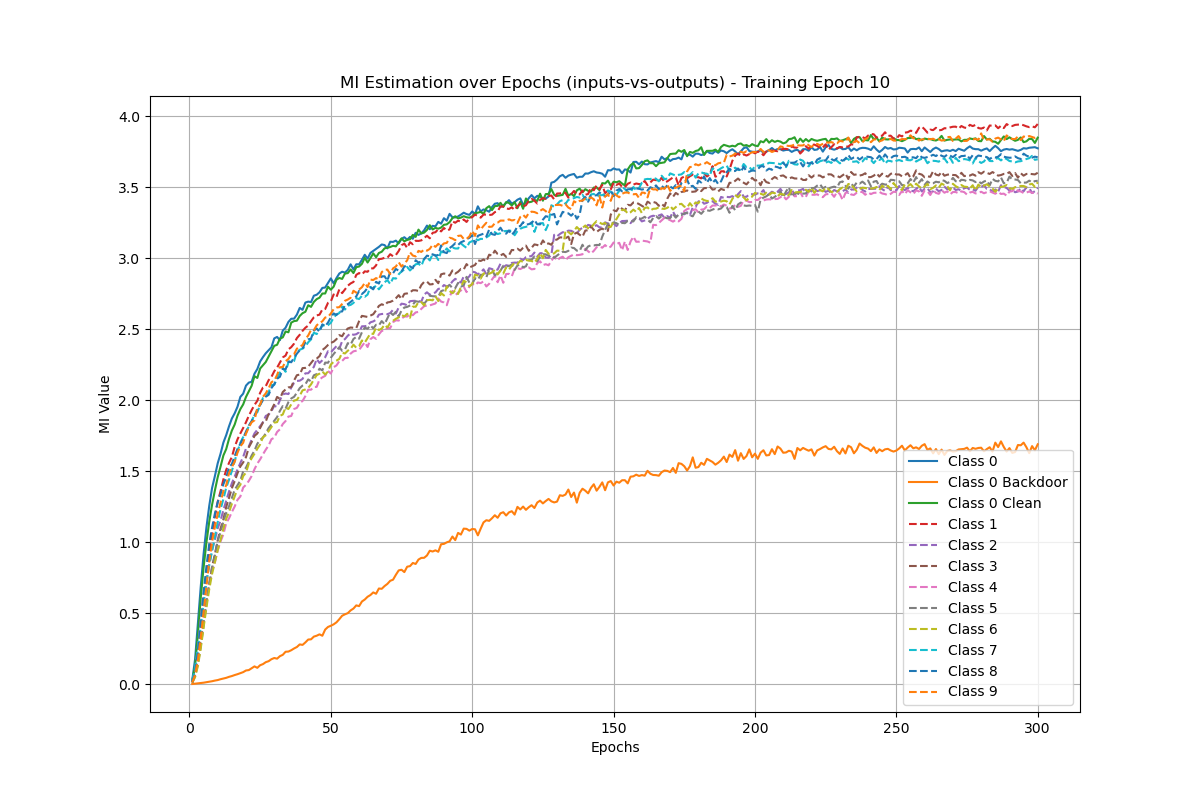 MI Estimation over Epochs (inputs-vs-outputs) - Training Epoch 10
MI Value
4.0
3.5
3.0
2.5
2.0
1.5
1.0
0.5
0.0
Class 0
Class 0 Backdoor
Class 0 Clean
Class 1
Class 2
Class 3
Class 4
Class 5
Class 6
Class 7
Class 8
Class 9
0 50 100 150 200 250 300
Epochs